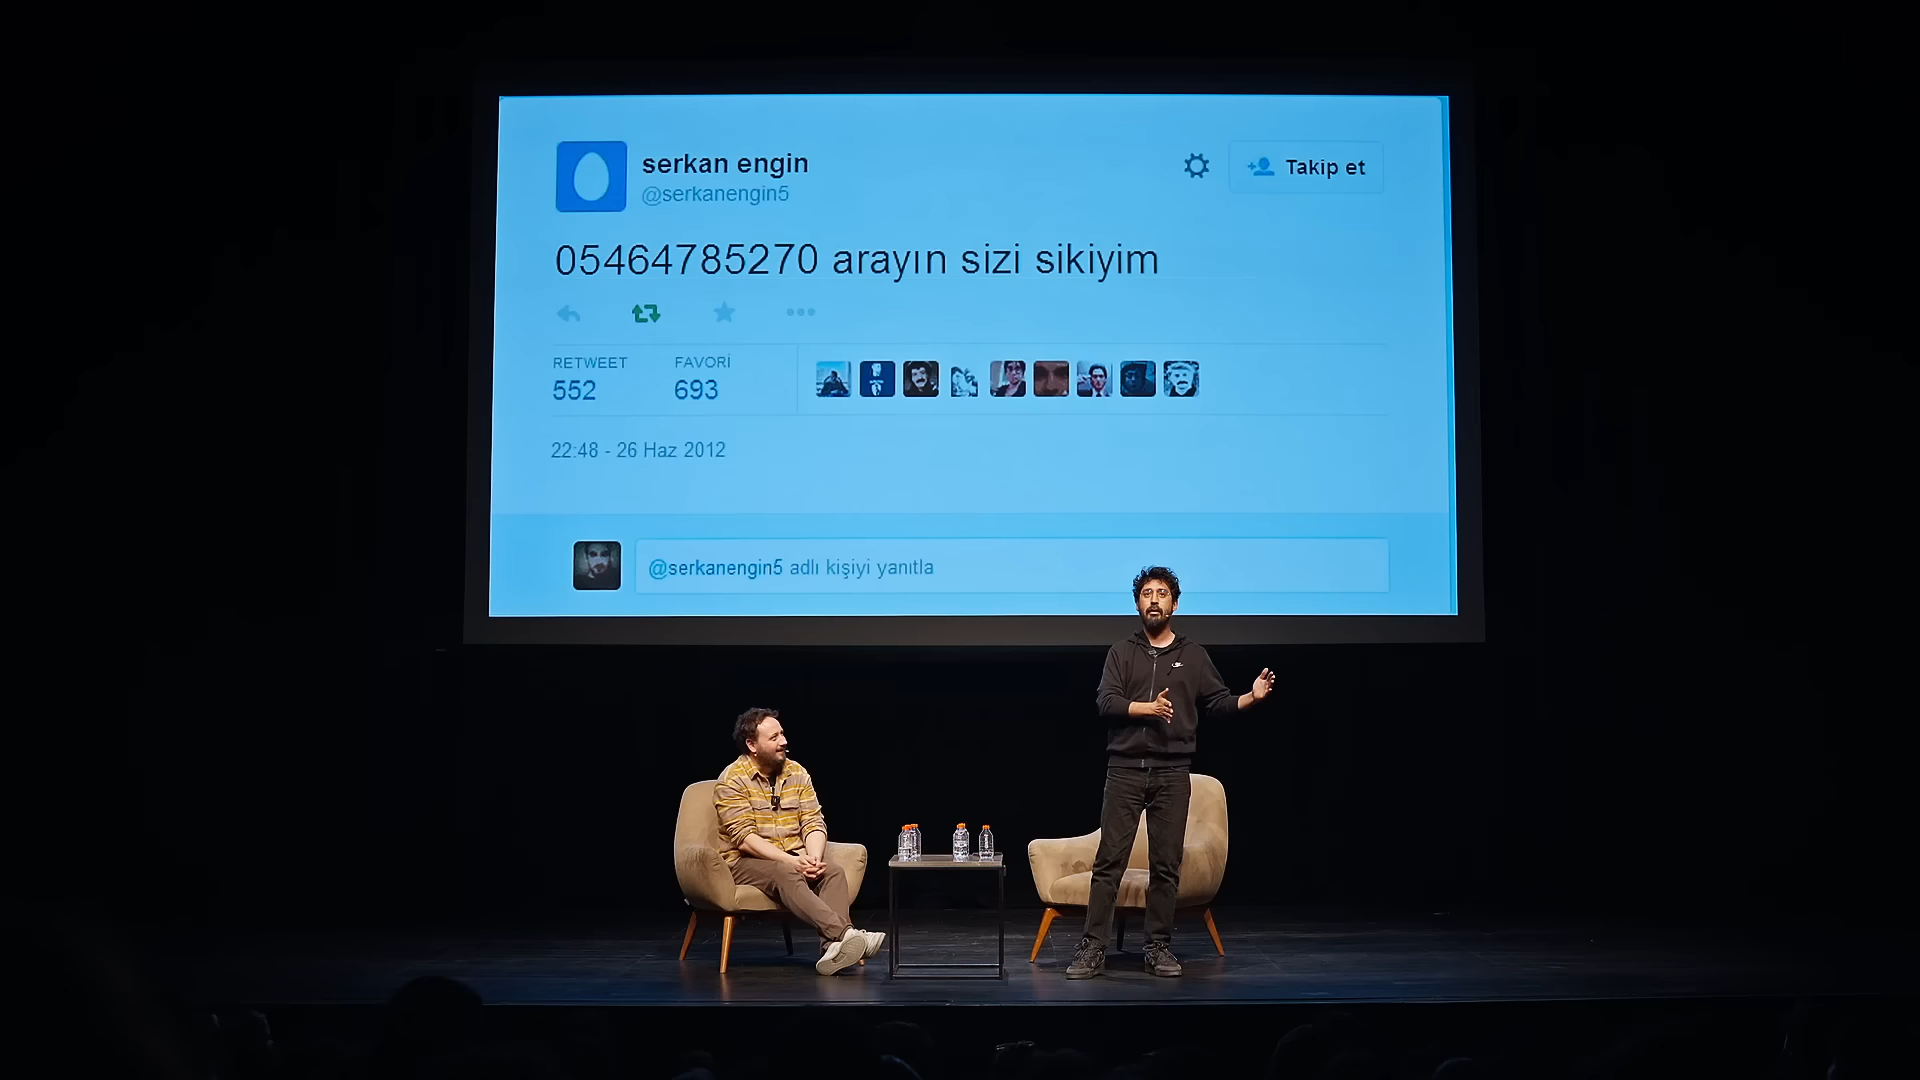 serkan engin
@serkanengin5
Takip et
05464785270 arayın sizi sikiyim
RETWEET
552
FAVORİ
693
22:48 - 26 Haz 2012
@serkanengin5 adlı kişiyi yanıtla